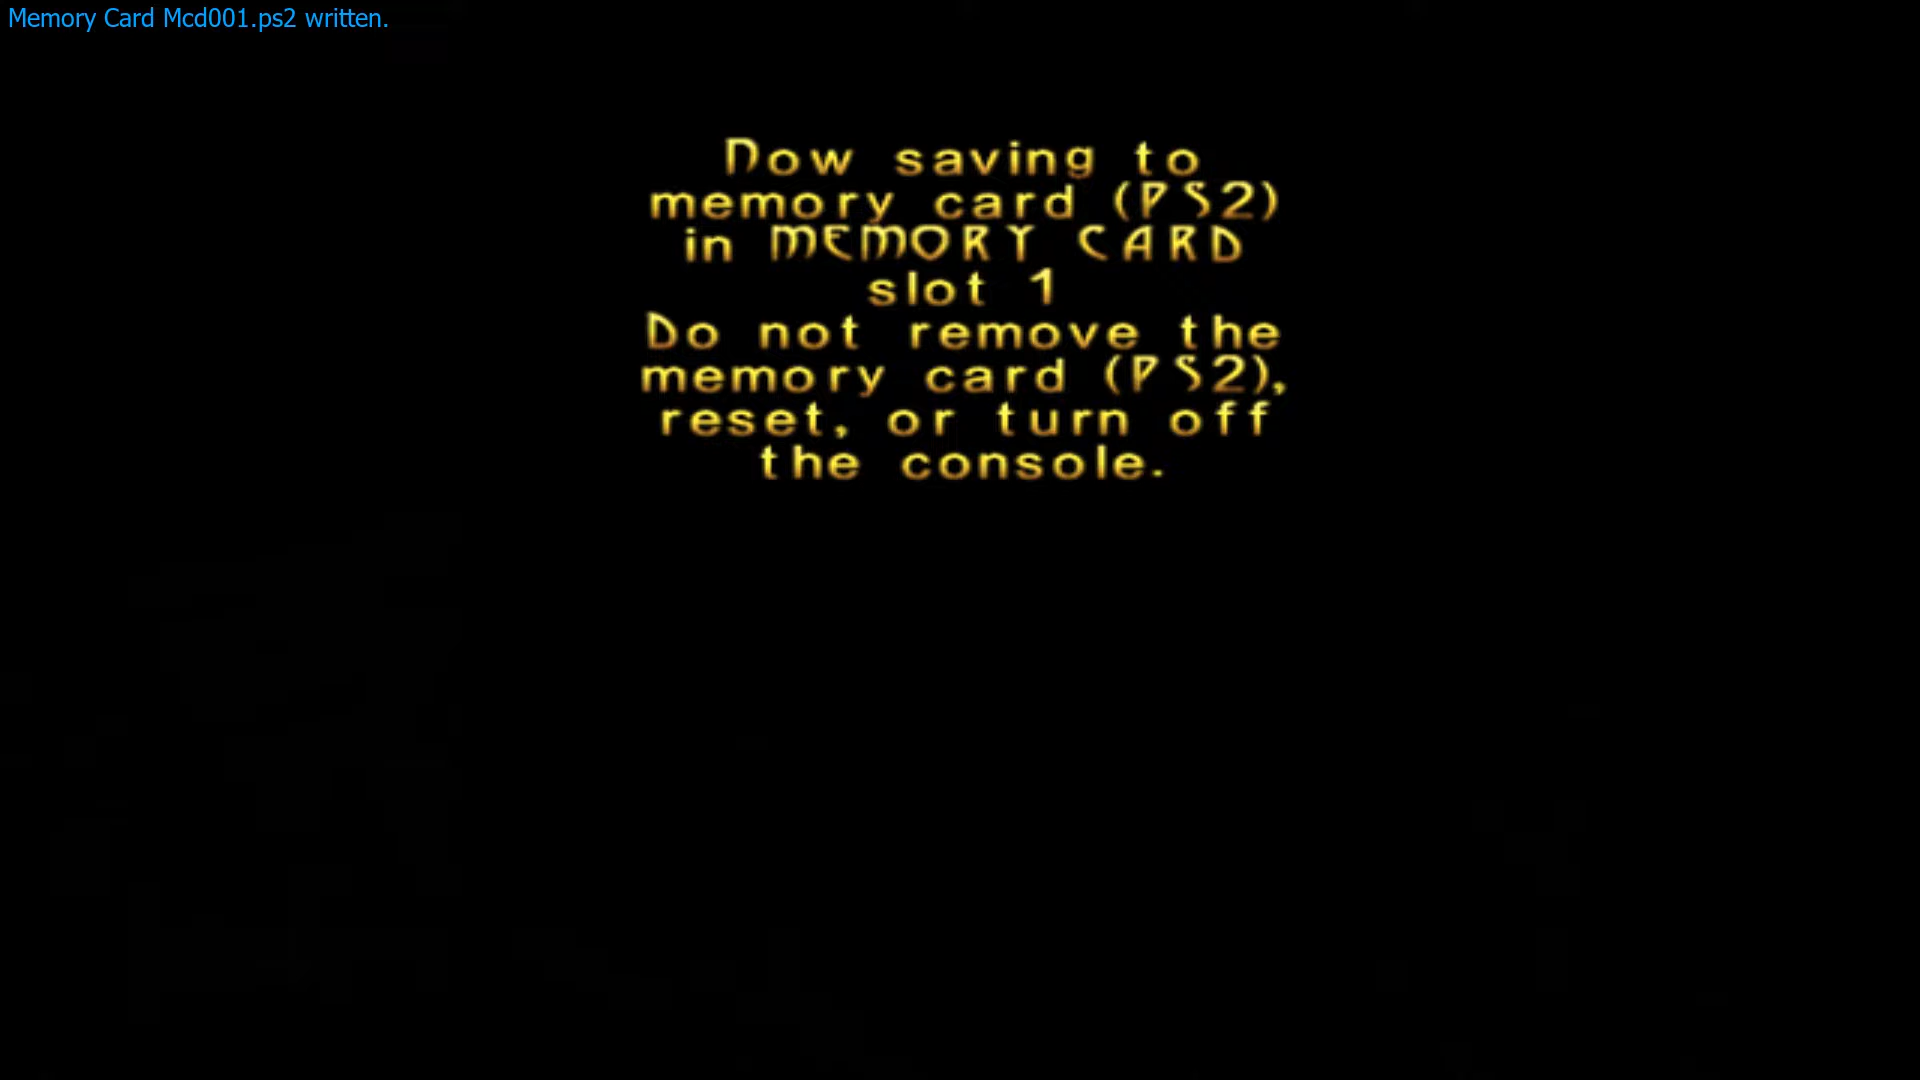 Memory Card Mcd001.ps2 written.
Now saving to
memory card (PS2)
in MEMORY CARD
slot 1
Do not remove the
memory card (PS2),
reset, or turn off
the console.